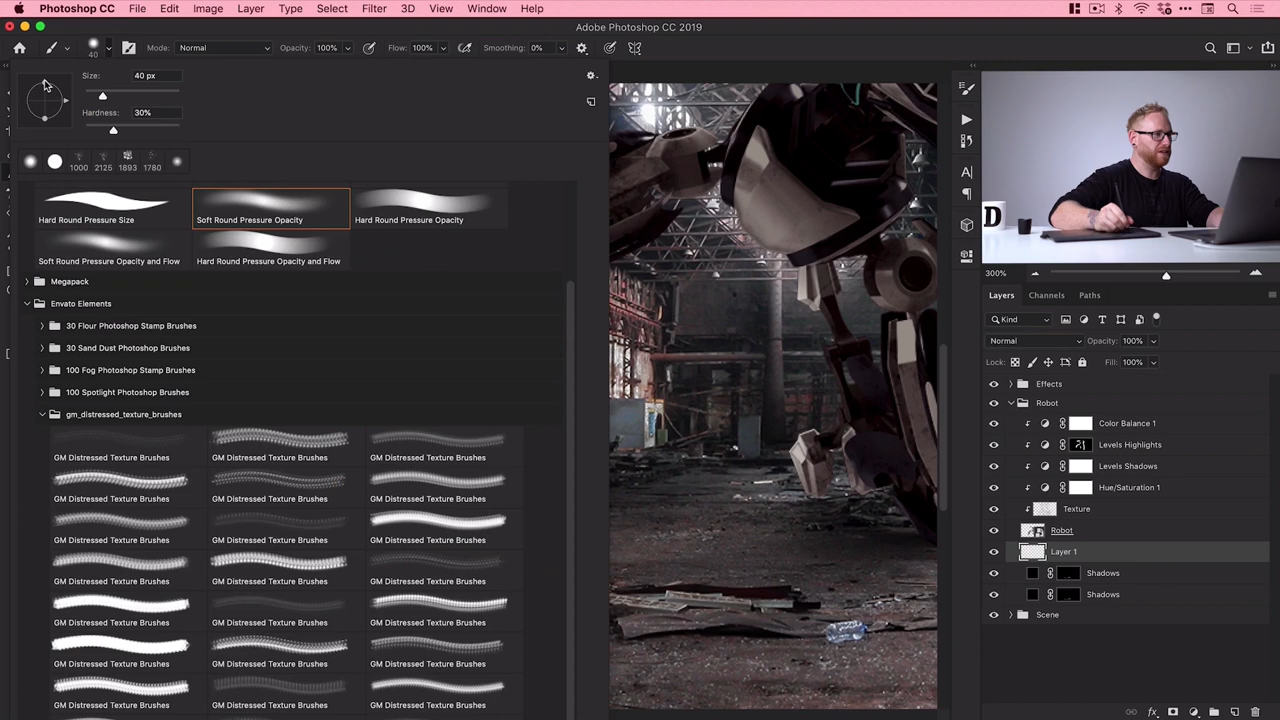 Photoshop CC File Edit Image Layer Type Select Filter 3D View Window Help
Adobe Photoshop CC 2019
40 Mode: Normal Opacity: 100% Flow: 100% Smoothing: 0%
Size: 40 px
Hardness: 30%
1000 2125 1893 1780
Hard Round Pressure Size Soft Round Pressure Opacity Hard Round Pressure Opacity
Soft Round Pressure Opacity and Flow Hard Round Pressure Opacity and Flow
Megapack
Envato Elements
30 Flour Photoshop Stamp Brushes
30 Sand Dust Photoshop Brushes
100 Fog Photoshop Stamp Brushes
100 Spotlight Photoshop Brushes
gm_distressed_texture_brushes
GM Distressed Texture Brushes GM Distressed Texture Brushes GM Distressed Texture Brushes
GM Distressed Texture Brushes GM Distressed Texture Brushes GM Distressed Texture Brushes
GM Distressed Texture Brushes GM Distressed Texture Brushes GM Distressed Texture Brushes
GM Distressed Texture Brushes GM Distressed Texture Brushes GM Distressed Texture Brushes
GM Distressed Texture Brushes GM Distressed Texture Brushes GM Distressed Texture Brushes
GM Distressed Texture Brushes GM Distressed Texture Brushes GM Distressed Texture Brushes
GM Distressed Texture Brushes GM Distressed Texture Brushes GM Distressed Texture Brushes
D
300%
Layers Channels Paths
Kind
Normal Opacity: 100%
Lock: Fill: 100%
Effects
Robot
Color Balance 1
Levels Highlights
Levels Shadows
Hue/Saturation 1
Texture
Robot
Layer 1
Shadows
Shadows
Scene